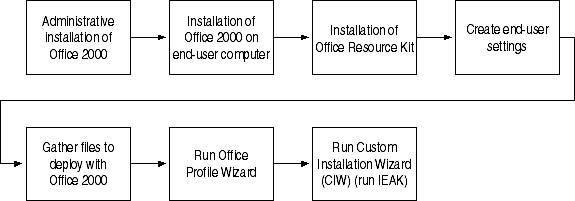 Administrative
installation of
Office 2000
Installation of
Office 2000 on
end-user computer
Installation of
Office Resource Kit
Create end-user
settings
Gather files to
deploy with
Office 2000
Run Office
Profile Wizard
Run Custom
Installation Wizard
(CIW) (run IEAK)